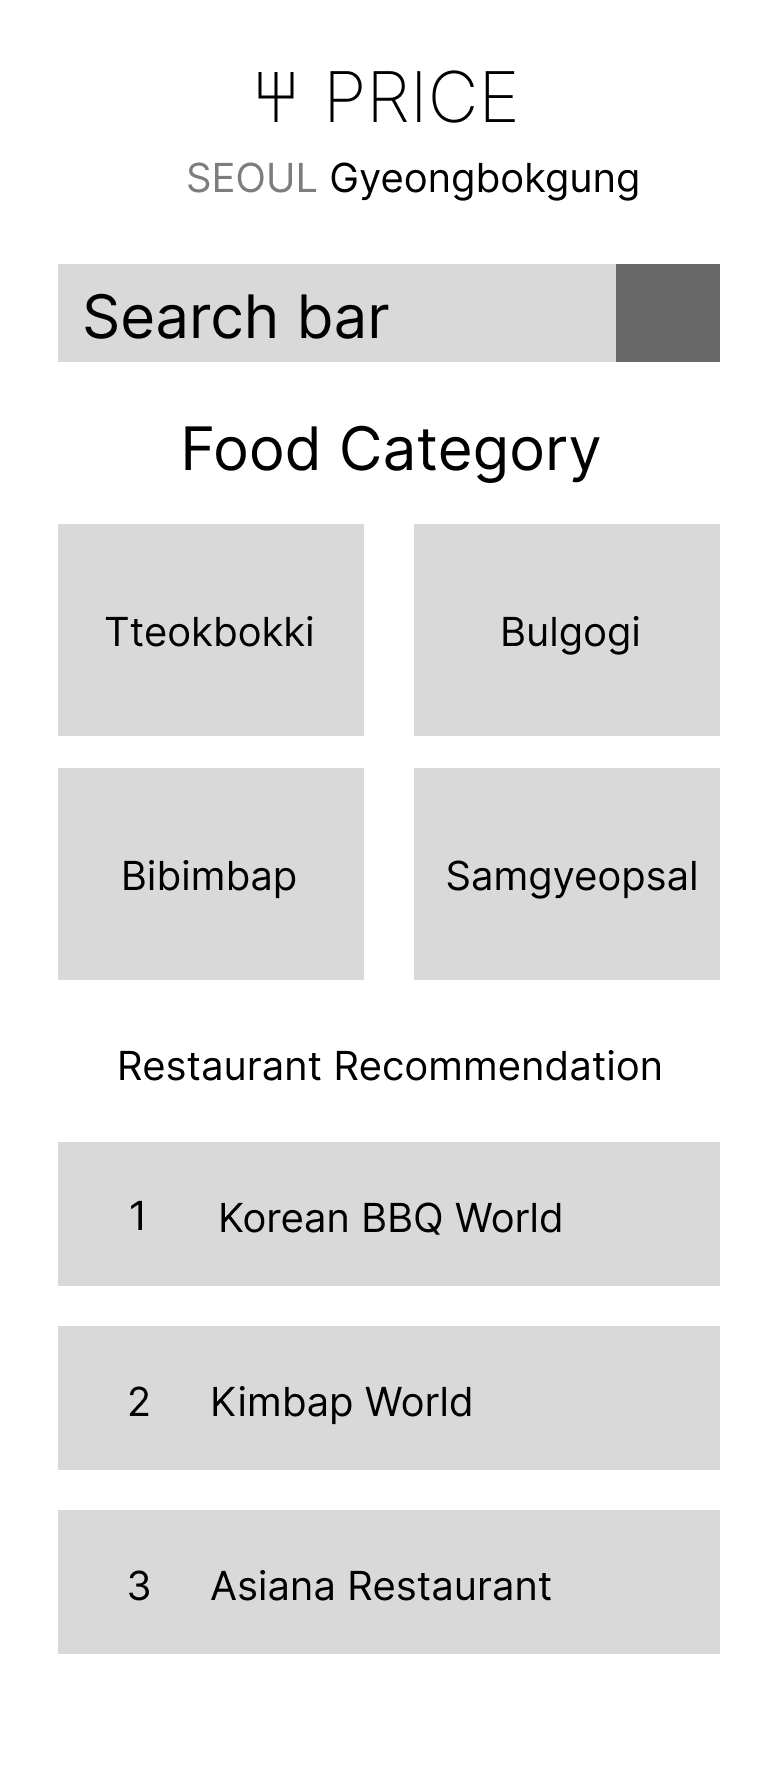 PRICE
SEOUL Gyeongbokgung
Search bar
Food Category
Tteokbokki
Bulgogi
Bibimbap
Samgyeopsal
Restaurant Recommendation
1 Korean BBQ World
2 Kimbap World
3 Asiana Restaurant